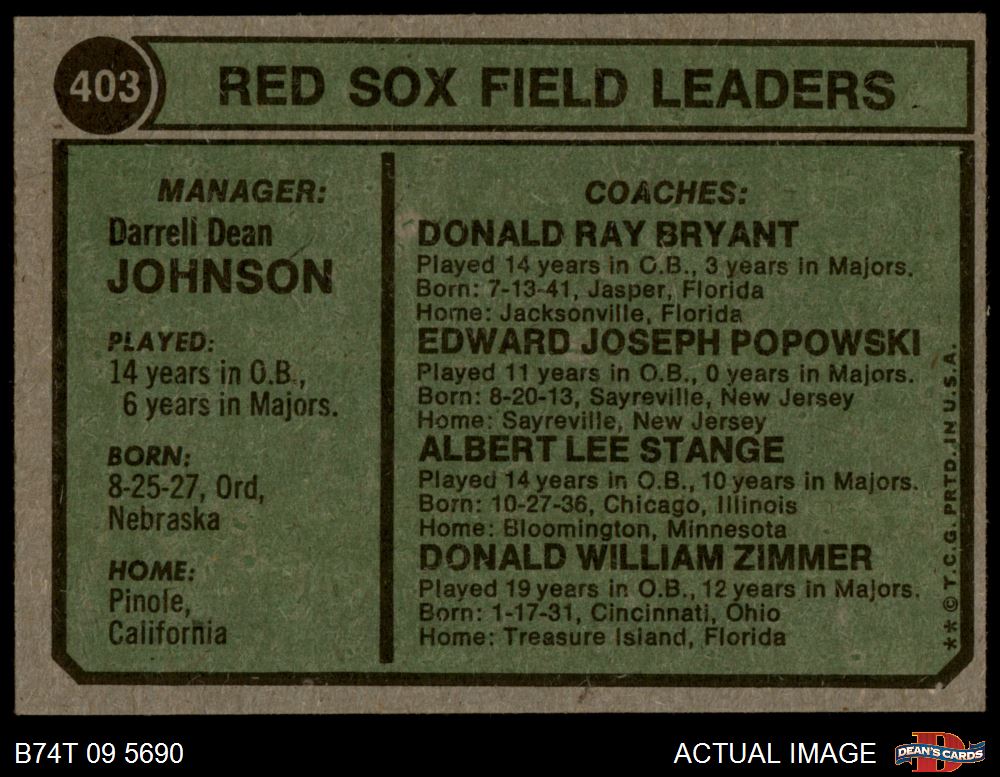 403
RED SOX FIELD LEADERS
MANAGER:
Darrell Dean
JOHNSON
PLAYED:
14 years in O.B.,
6 years in Majors.
BORN:
8-25-27, Ord,
Nebraska
HOME:
Pinole,
California
COACHES:
DONALD RAY BRYANT
Played 14 years in O.B., 3 years in Majors.
Born: 7-13-41, Jasper, Florida
Home: Jacksonville, Florida
EDWARD JOSEPH POPOWSKI
Played 11 years in O.B., 0 years in Majors.
Born: 8-20-13, Sayreville, New Jersey
Home: Sayreville, New Jersey
ALBERT LEE STANGE
Played 14 years in O.B., 10 years in Majors.
Born: 10-27-36, Chicago, Illinois
Home: Bloomington, Minnesota
DONALD WILLIAM ZIMMER
Played 19 years in O.B., 12 years in Majors.
Born: 1-17-31, Cincinnati, Ohio
Home: Treasure Island, Florida
** © T.C.G. PRTD. IN U.S.A.
B74T 09 5690
ACTUAL IMAGE
D
DEAN'S CARDS